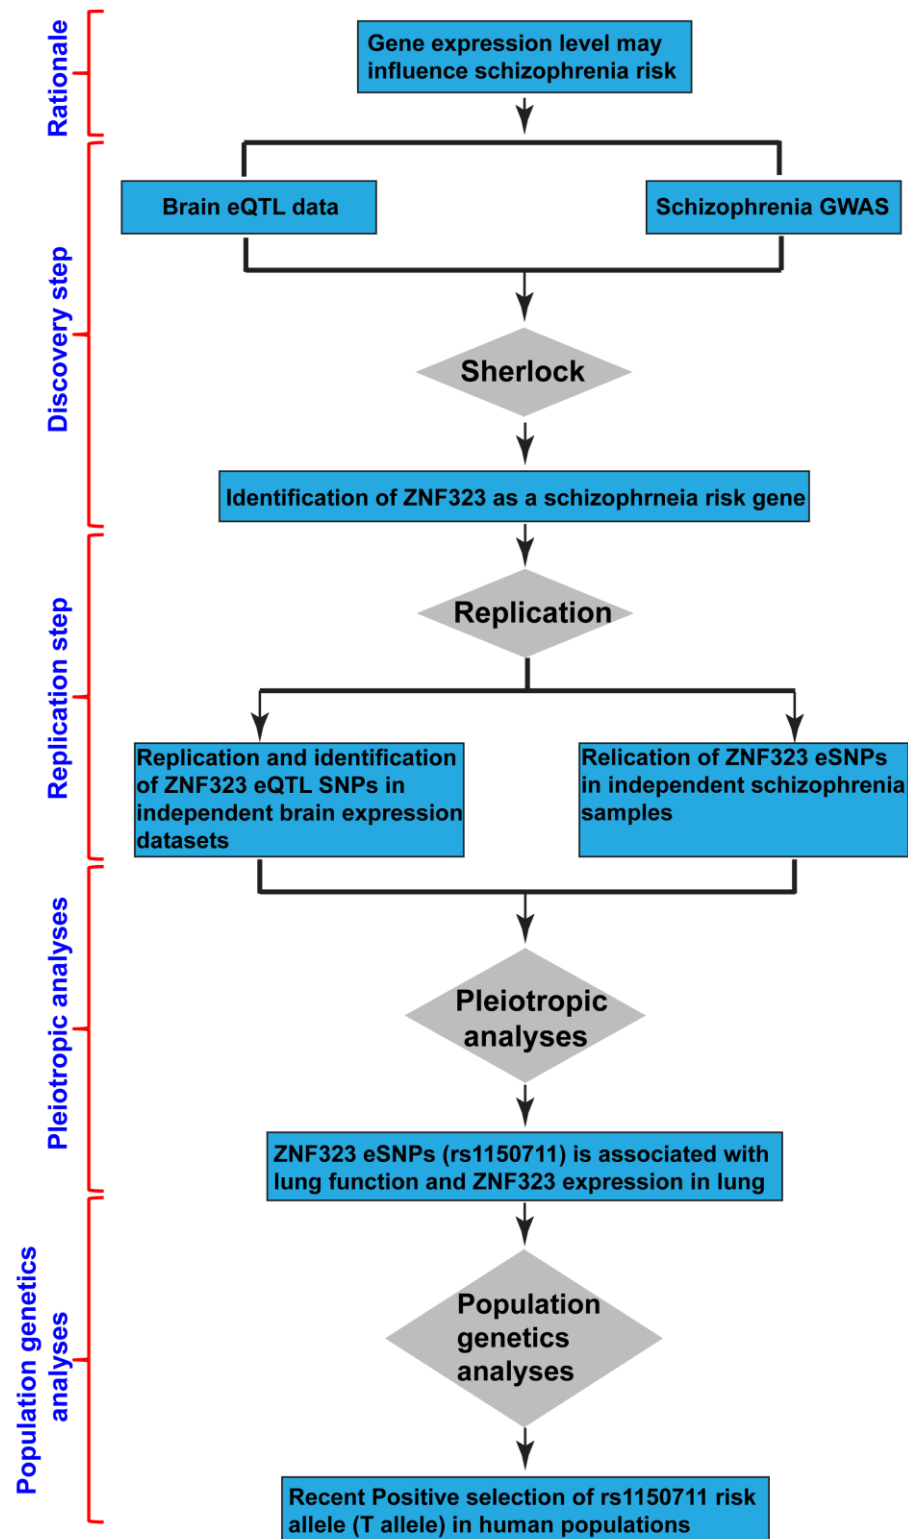 Rationale
Gene expression level may
influence schizophrenia risk
Discovery step
Brain eQTL data
Schizophrenia GWAS
Sherlock
Identification of ZNF323 as a schizophrneia risk gene
Replication step
Replication
Replication and identification
of ZNF323 eQTL SNPs in
independent brain expression
datasets
Relication of ZNF323 eSNPs
in independent schizophrenia
samples
Pleiotropic analyses
Pleiotropic
analyses
ZNF323 eSNPs (rs1150711) is associated with
lung function and ZNF323 expression in lung
Population genetics
analyses
Population
genetics
analyses
Recent Positive selection of rs1150711 risk
allele (T allele) in human populations